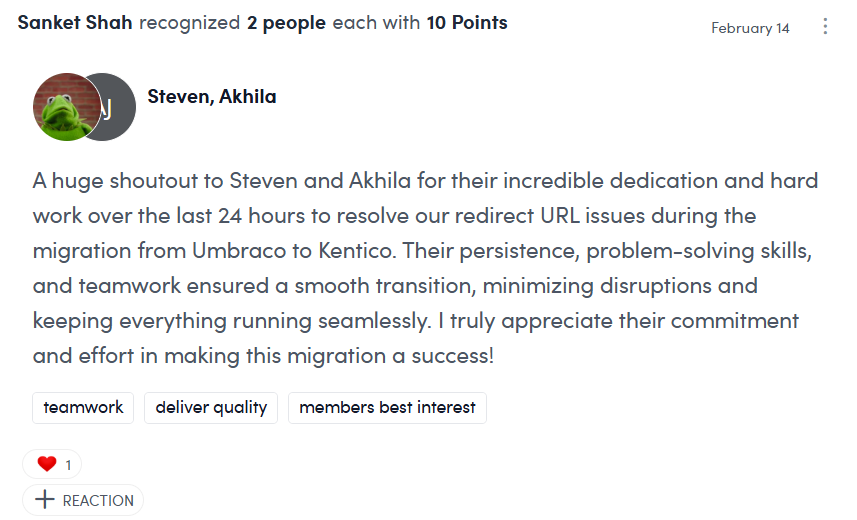 Sanket Shah recognized 2 people each with 10 Points
February 14
J
Steven, Akhila
A huge shoutout to Steven and Akhila for their incredible dedication and hard
work over the last 24 hours to resolve our redirect URL issues during the
migration from Umbraco to Kentico. Their persistence, problem-solving skills,
and teamwork ensured a smooth transition, minimizing disruptions and
keeping everything running seamlessly. I truly appreciate their commitment
and effort in making this migration a success!
teamwork deliver quality members best interest
1
REACTION